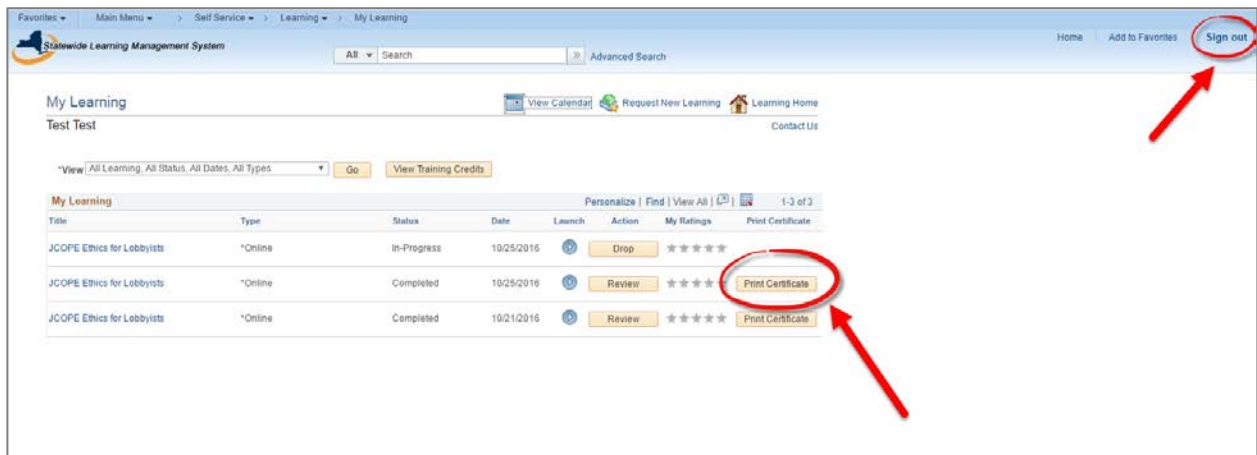 Favorites Main Menu > Self Service > Learning > My Learning
Statewide Learning Management System
All Search » Advanced Search
Home Add to Favorites Sign out
My Learning View Calendar Request New Learning Learning Home
Test Test Contact Us
*View All Learning, All Status, All Dates, All Types Go View Training Credits
My Learning Personalize | Find | View All | | 1-3 of 3
Title Type Status Date Launch Action My Ratings Print Certificate
JCOPE Ethics for Lobbyists *Online In-Progress 10/25/2016 Drop
JCOPE Ethics for Lobbyists *Online Completed 10/25/2016 Review Print Certificate
JCOPE Ethics for Lobbyists *Online Completed 10/21/2016 Review Print Certificate